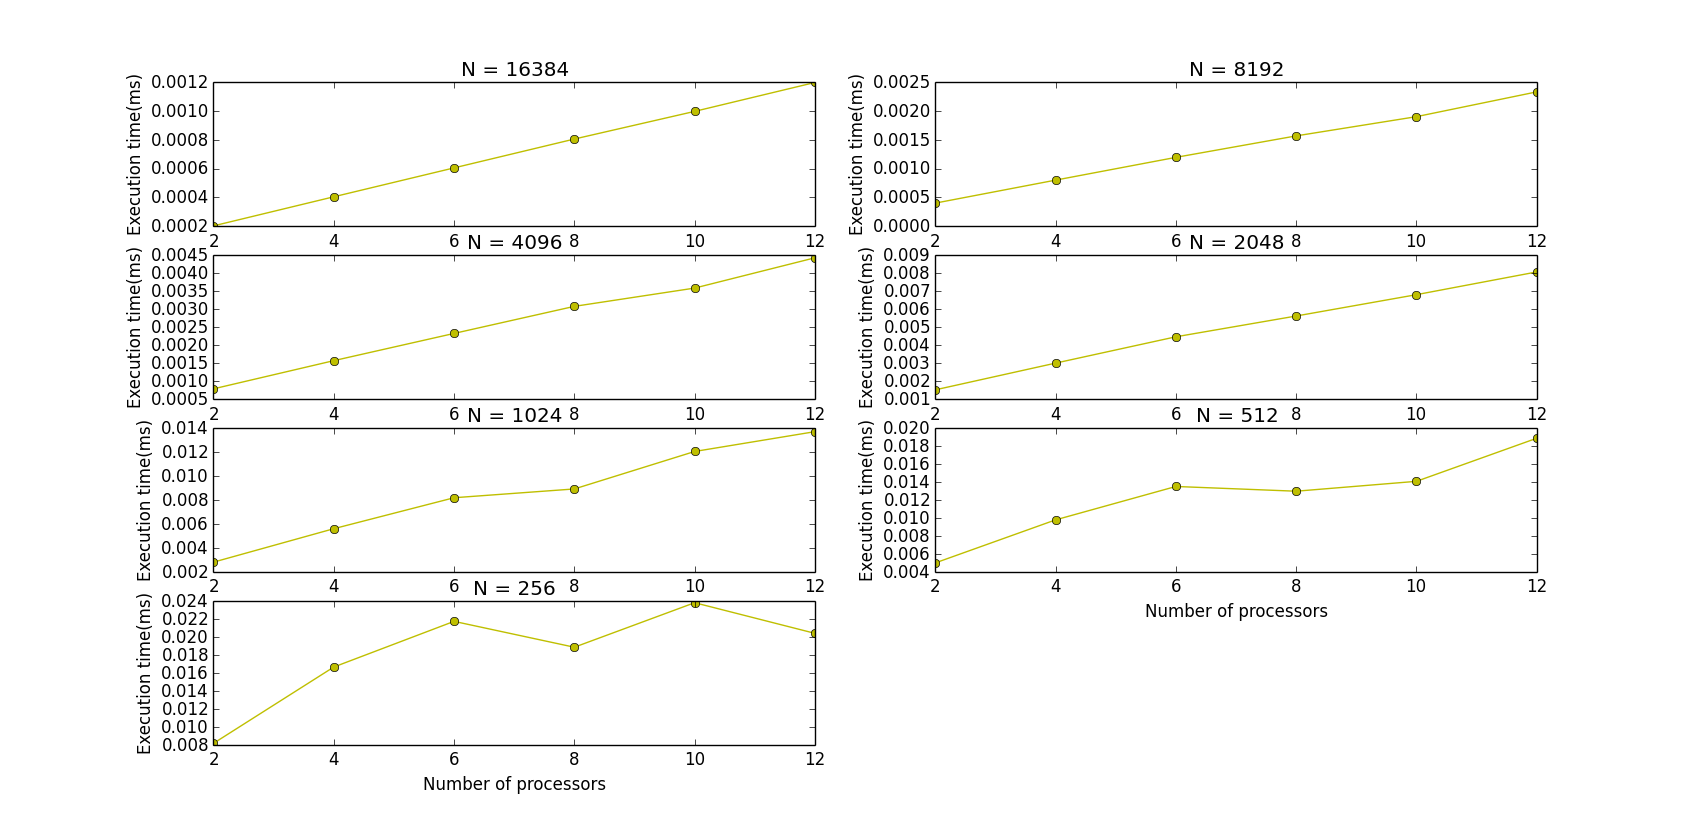 N = 16384
Execution time(ms)
0.0012
0.0010
0.0008
0.0006
0.0004
0.0002
2 4 6 8 10 12
N = 8192
Execution time(ms)
0.0025
0.0020
0.0015
0.0010
0.0005
0.0000
2 4 6 8 10 12
N = 4096
Execution time(ms)
0.0045
0.0040
0.0035
0.0030
0.0025
0.0020
0.0015
0.0010
0.0005
2 4 6 8 10 12
N = 2048
Execution time(ms)
0.009
0.008
0.007
0.006
0.005
0.004
0.003
0.002
0.001
2 4 6 8 10 12
N = 1024
Execution time(ms)
0.014
0.012
0.010
0.008
0.006
0.004
0.002
2 4 6 8 10 12
N = 512
Execution time(ms)
0.020
0.018
0.016
0.014
0.012
0.010
0.008
0.006
0.004
2 4 6 8 10 12
Number of processors
N = 256
Execution time(ms)
0.024
0.022
0.020
0.018
0.016
0.014
0.012
0.010
0.008
2 4 6 8 10 12
Number of processors